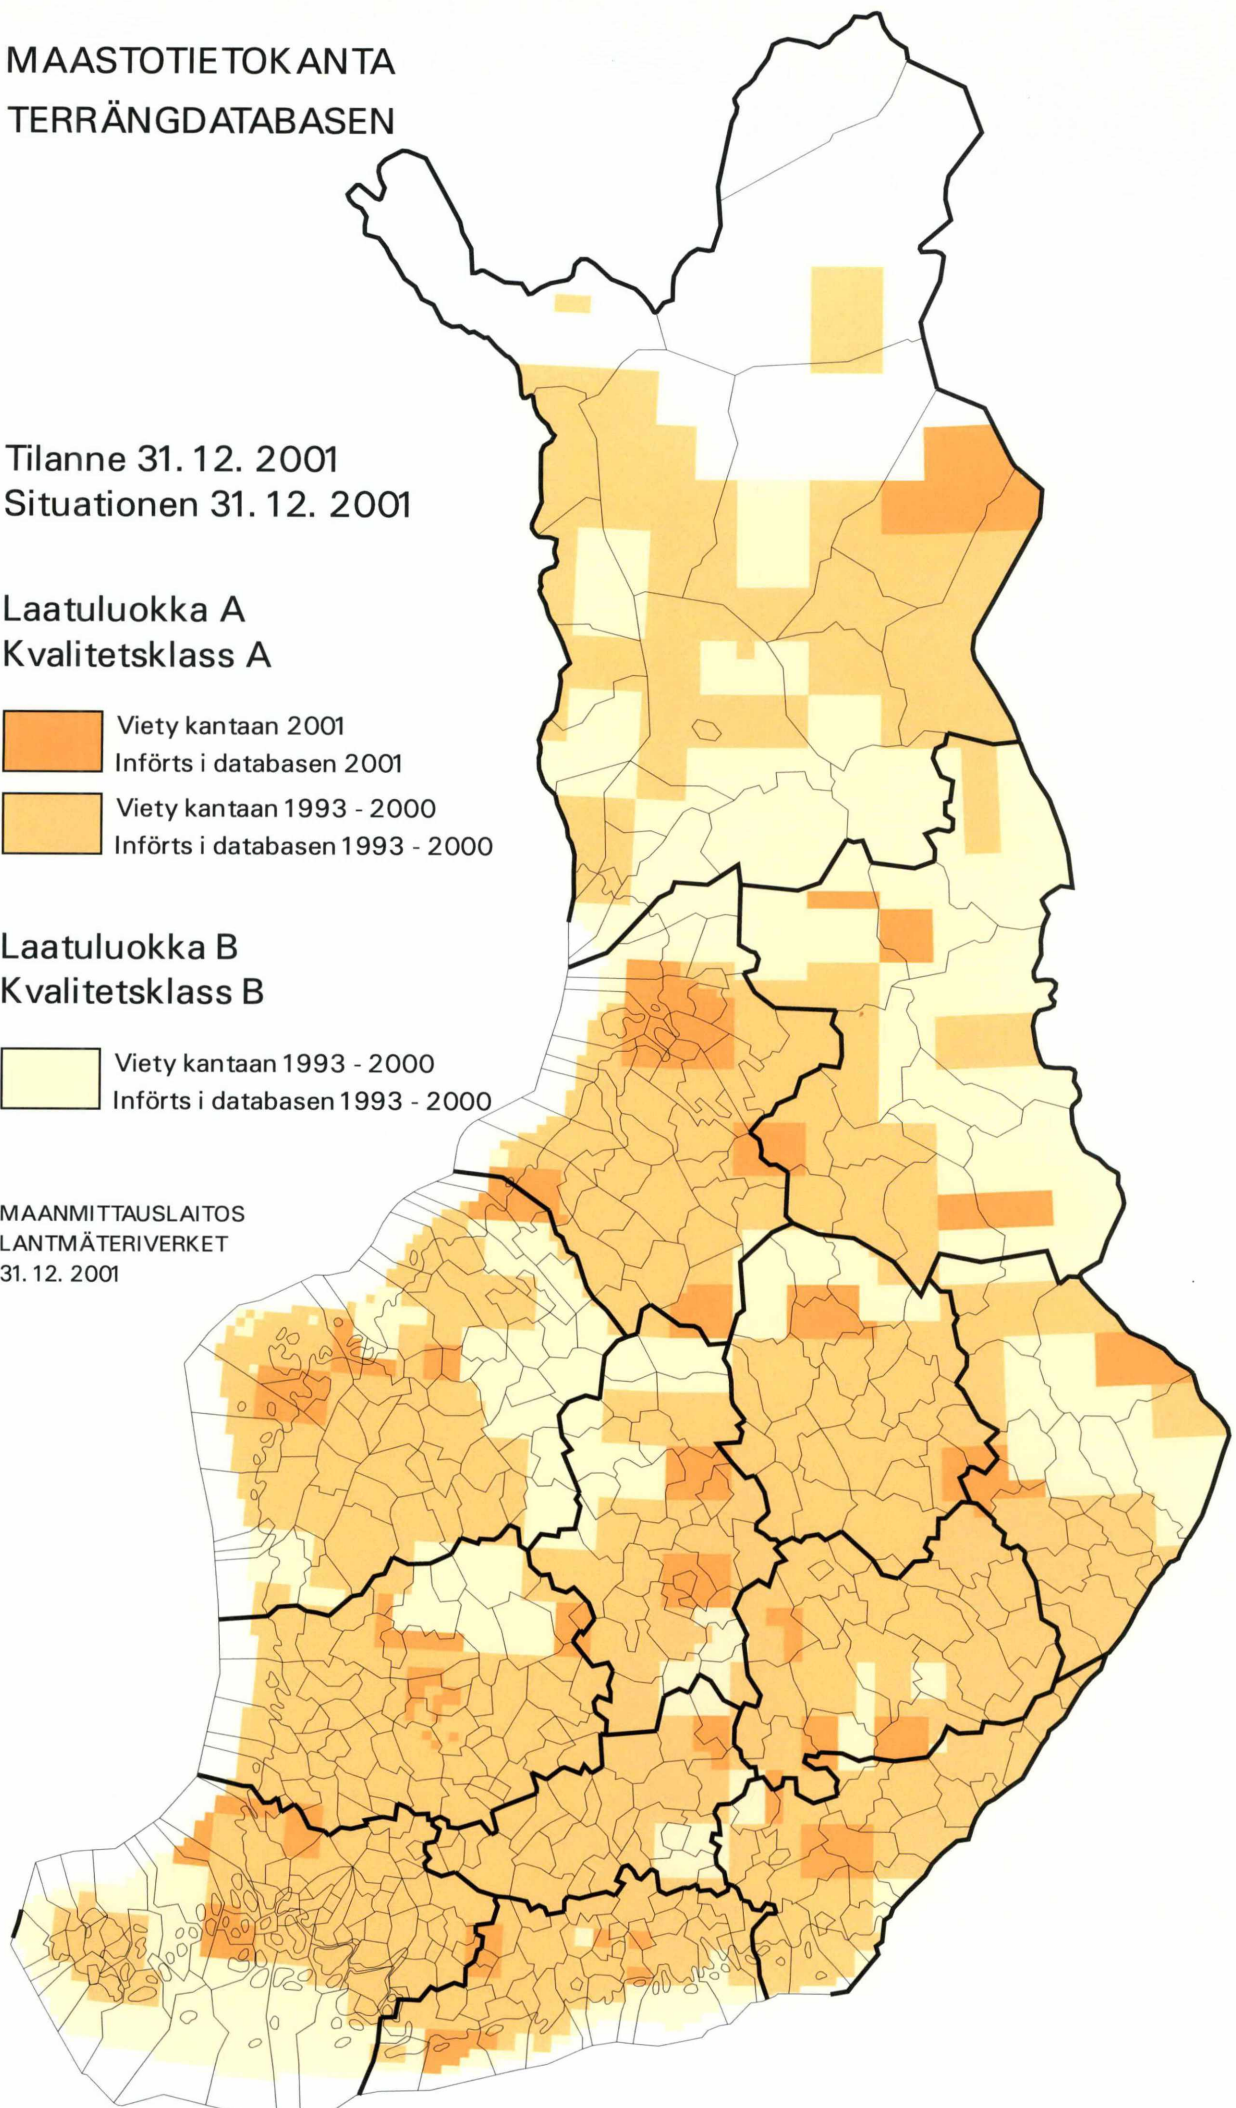 MAASTOTIETOKANTA
TERRÄNGDATABASEN
Tilanne 31.12.2001
Situationen 31.12.2001
Laatuluokka A
Kvalitetsklass A
Viety kantaan 2001
Införts i databasen 2001
Viety kantaan 1993 - 2000
Införts i databasen 1993 - 2000
Laatuluokka B
Kvalitetsklass B
Viety kantaan 1993 - 2000
Införts i databasen 1993 - 2000
MAANMITTAUSLAITOS
LANTMÄTERIVERKET
31.12.2001